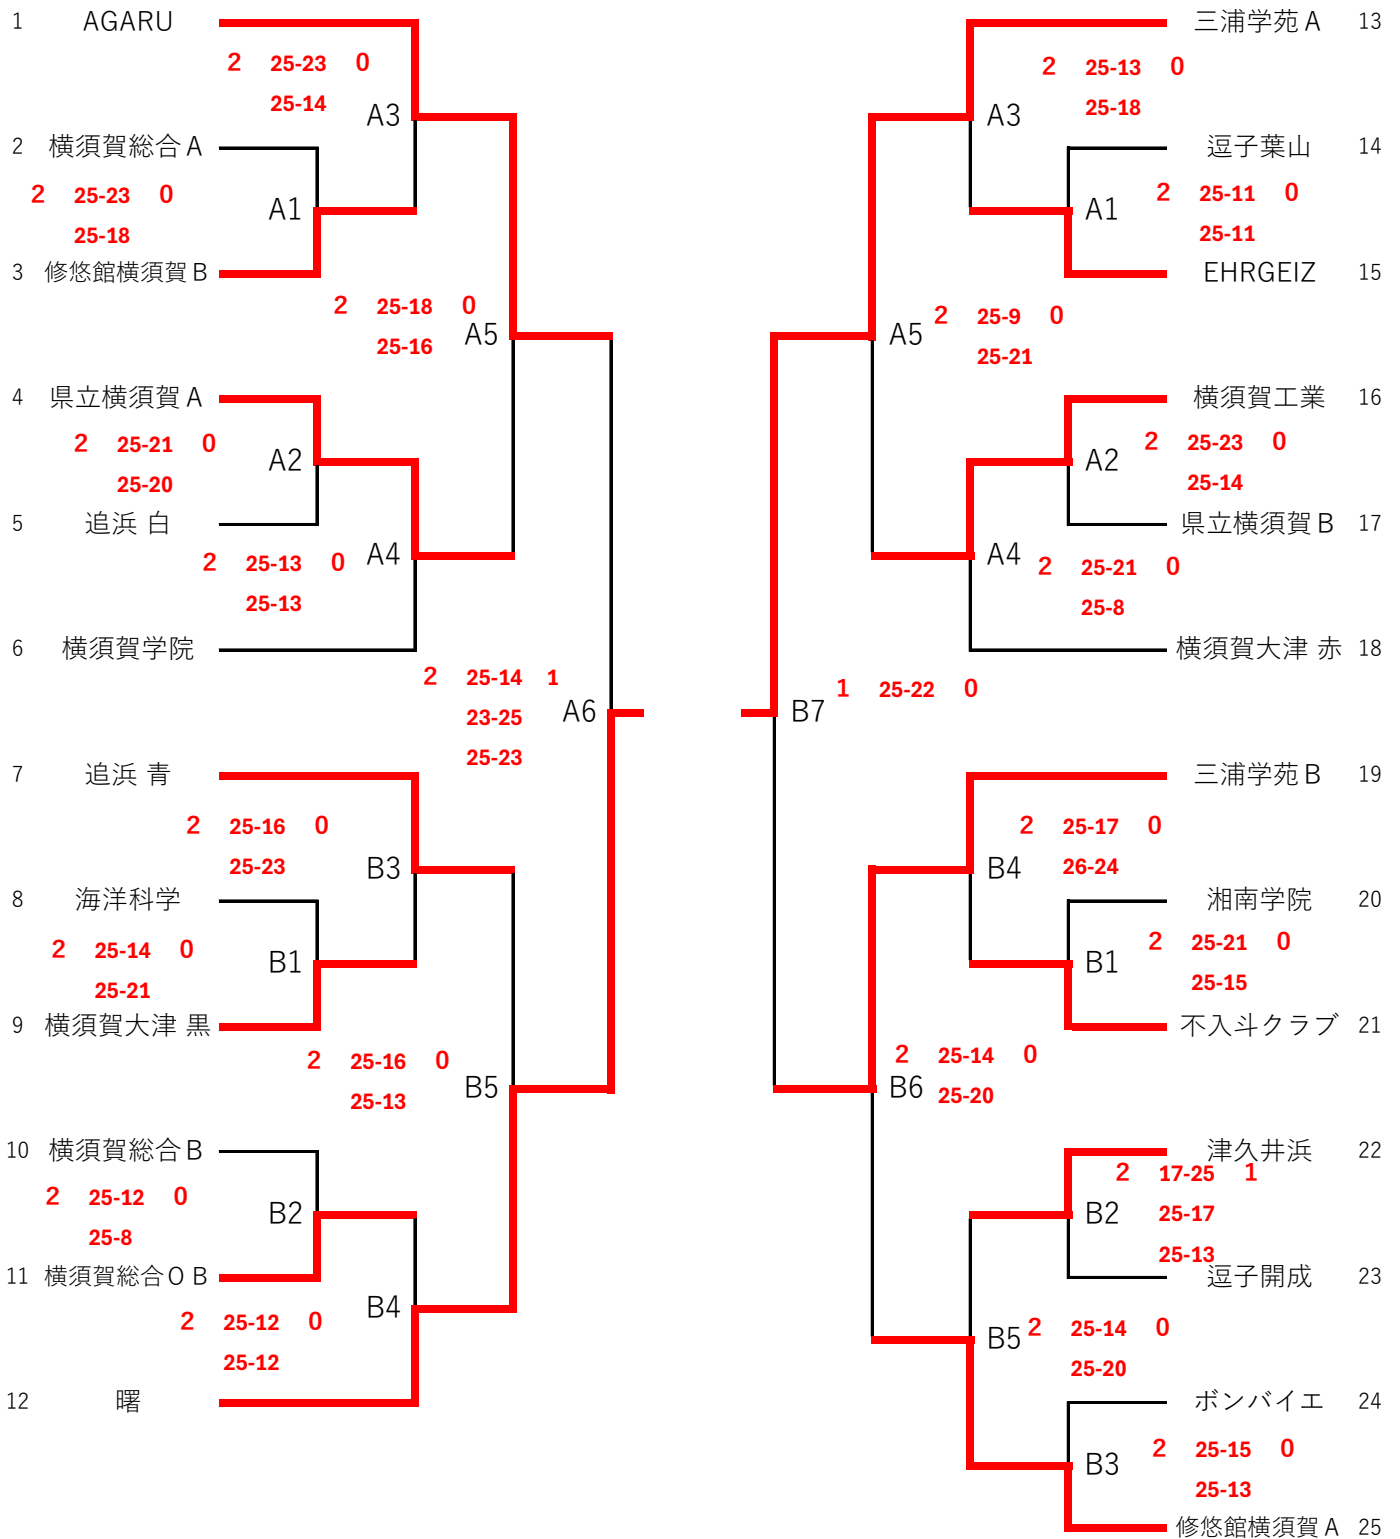 1 AGARU
2 25-23 0
25-14
A3
2 横須賀総合A
2 25-23 0
25-18
A1
3 修悠館横須賀B
2 25-18 0
25-16
A5
4 県立横須賀A
2 25-21 0
25-20
A2
5 追浜 白
2 25-13 0
25-13
A4
6 横須賀学院
2 25-14 1
23-25
25-23
A6
7 追浜 青
2 25-16 0
25-23
B3
8 海洋科学
2 25-14 0
25-21
B1
9 横須賀大津 黒
2 25-16 0
25-13
B5
10 横須賀総合B
2 25-12 0
25-8
B2
11 横須賀総合OB
2 25-12 0
25-12
B4
12 曙
三浦学苑A 13
2 25-13 0
25-18
A3
逗子葉山 14
2 25-11 0
25-11
A1
EHRGEIZ 15
2 25-9 0
25-21
A5
横須賀工業 16
2 25-23 0
25-14
A2
県立横須賀B 17
2 25-21 0
25-8
A4
横須賀大津 赤 18
1 25-22 0
B7
三浦学苑B 19
2 25-17 0
26-24
B4
湘南学院 20
2 25-21 0
25-15
B1
不入斗クラブ 21
2 25-14 0
25-20
B6
津久井浜 22
2 17-25 1
25-17
25-13
B2
逗子開成 23
2 25-14 0
25-20
B5
ボンバイエ 24
2 25-15 0
25-13
B3
修悠館横須賀A 25